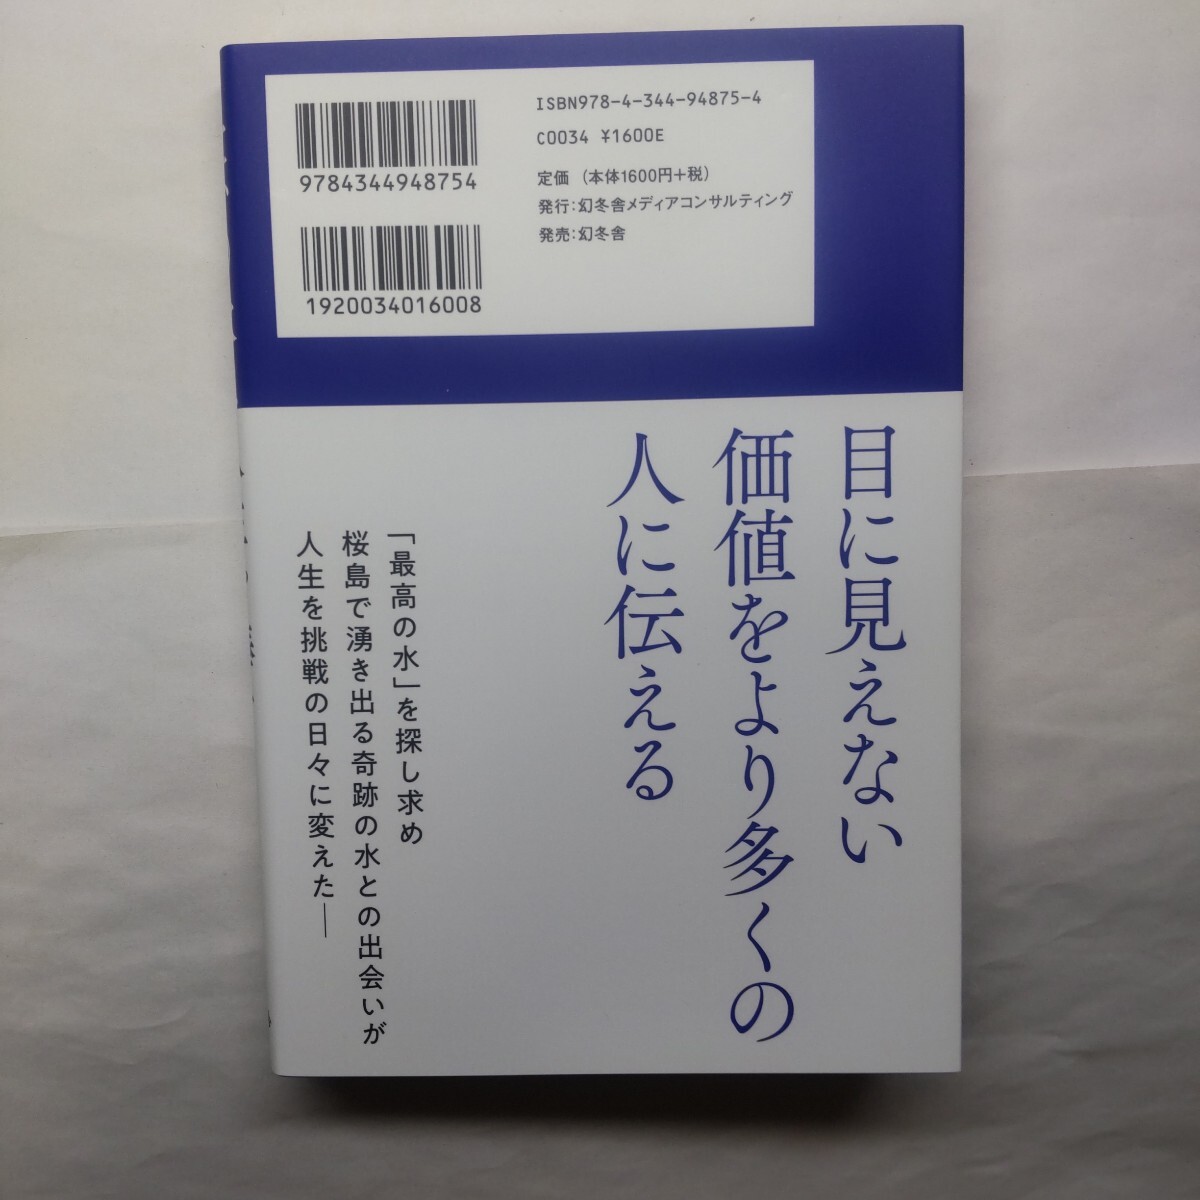 ISBN978-4-344-94875-4
C0034 ¥1600E
定価 (本体1600円+税)
発行:幻冬舎メディアコンサルティング
発売:幻冬舎
9784344948754
1920034016008
目に見えない
価値をより多くの
人に伝える
「最高の水」を探し求め
桜島で湧き出る奇跡の水との出会いが
人生を挑戦の日々に変えた──